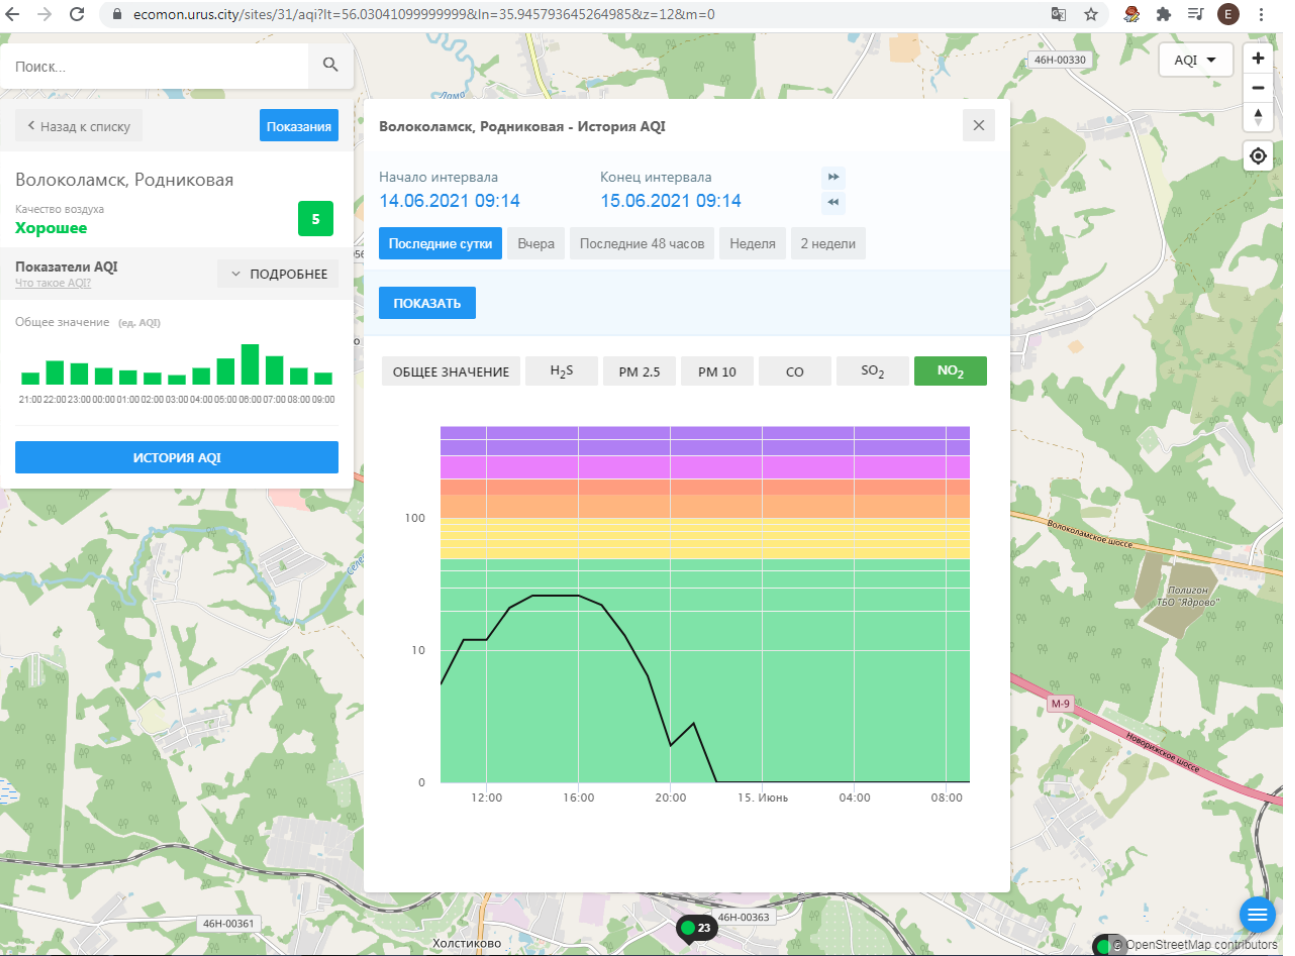 ecomon.urus.city/sites/31/aqi?lt=56.03041099999999&ln=35.945793645264985&z=12&m=0
E
Поиск...
AQI
46Н-00330
Лама
Назад к списку
Показания
Волоколамск, Родниковая - История AQI
Волоколамск, Родниковая
Качество воздуха
Хорошее
5
Начало интервала
Конец интервала
14.06.2021 09:14
15.06.2021 09:14
Последние сутки
Вчера
Последние 48 часов
Неделя
2 недели
Показатели AQI
Что такое AQI?
ПОДРОБНЕЕ
ПОКАЗАТЬ
Общее значение (ед. AQI)
21:00 22:00 23:00 00:00 01:00 02:00 03:00 04:00 05:00 06:00 07:00 08:00 09:00
ИСТОРИЯ AQI
ОБЩЕЕ ЗНАЧЕНИЕ
H2S
PM 2.5
PM 10
CO
SO2
NO2
100
10
0
12:00
16:00
20:00
15. Июнь
04:00
08:00
Волоколамское шоссе
Полигон
ТБО "Ядрово"
М-9
Новорижское шоссе
46Н-00361
46Н-00363
23
Холстиково
© OpenStreetMap contributors